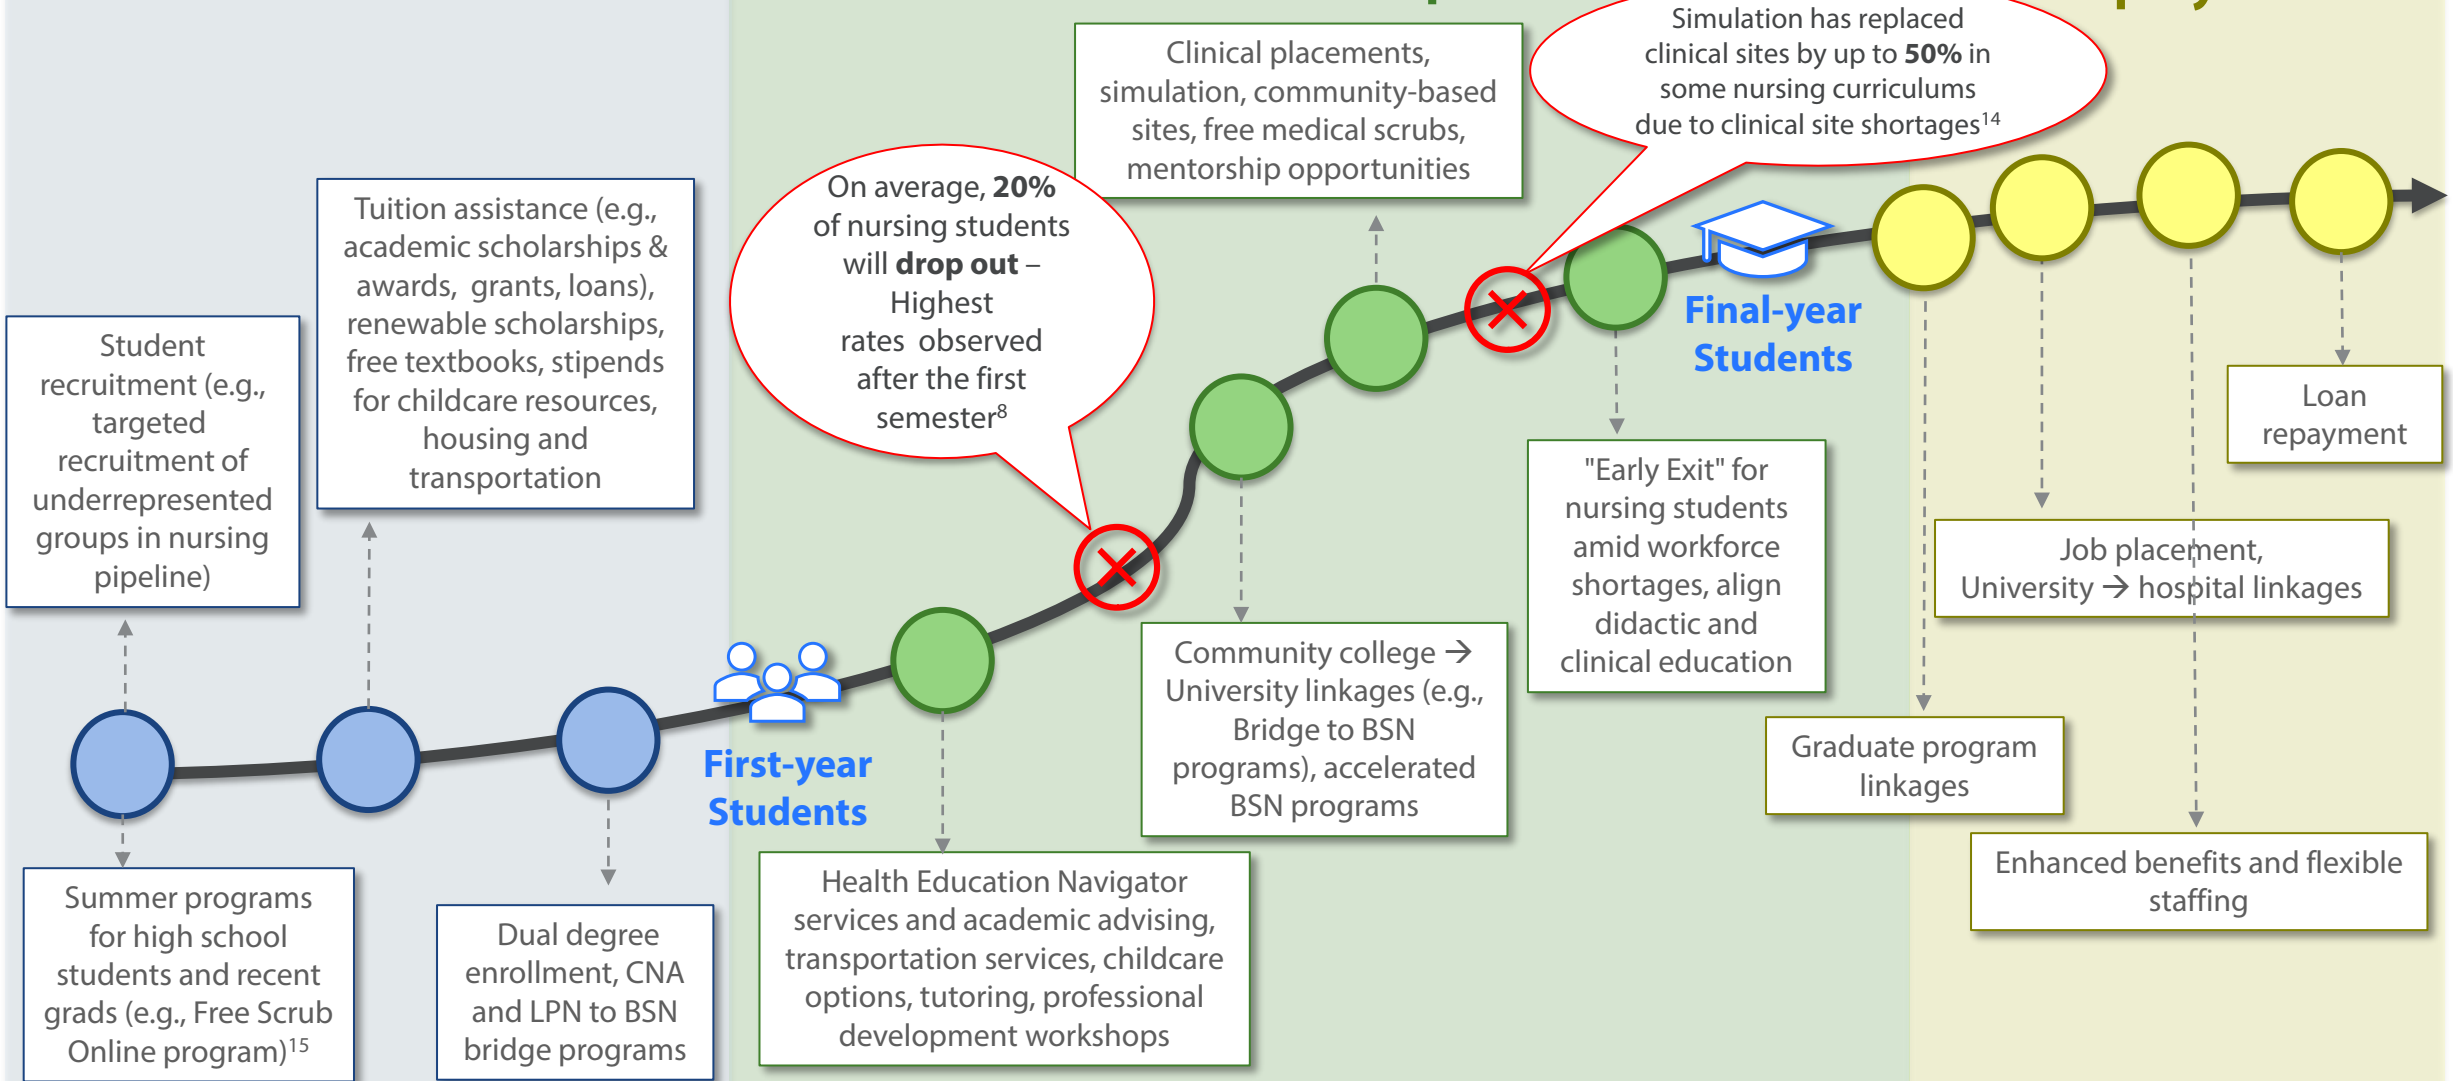 Simulation has replaced
clinical sites by up to 50% in
some nursing curriculums
due to clinical site shortages14
Clinical placements,
simulation, community-based
sites, free medical scrubs,
mentorship opportunities
On average, 20%
of nursing students
will drop out –
Highest
rates observed
after the first
semester8
Tuition assistance (e.g.,
academic scholarships &
awards, grants, loans),
renewable scholarships,
free textbooks, stipends
for childcare resources,
housing and
transportation
Student
recruitment (e.g.,
targeted
recruitment of
underrepresented
groups in nursing
pipeline)
Final-year
Students
Loan
repayment
"Early Exit" for
nursing students
amid workforce
shortages, align
didactic and
clinical education
Job placement,
University → hospital linkages
Community college →
University linkages (e.g.,
Bridge to BSN
programs), accelerated
BSN programs
First-year
Students
Graduate program
linkages
Enhanced benefits and flexible
staffing
Summer programs
for high school
students and recent
grads (e.g., Free Scrub
Online program)15
Dual degree
enrollment, CNA
and LPN to BSN
bridge programs
Health Education Navigator
services and academic advising,
transportation services, childcare
options, tutoring, professional
development workshops